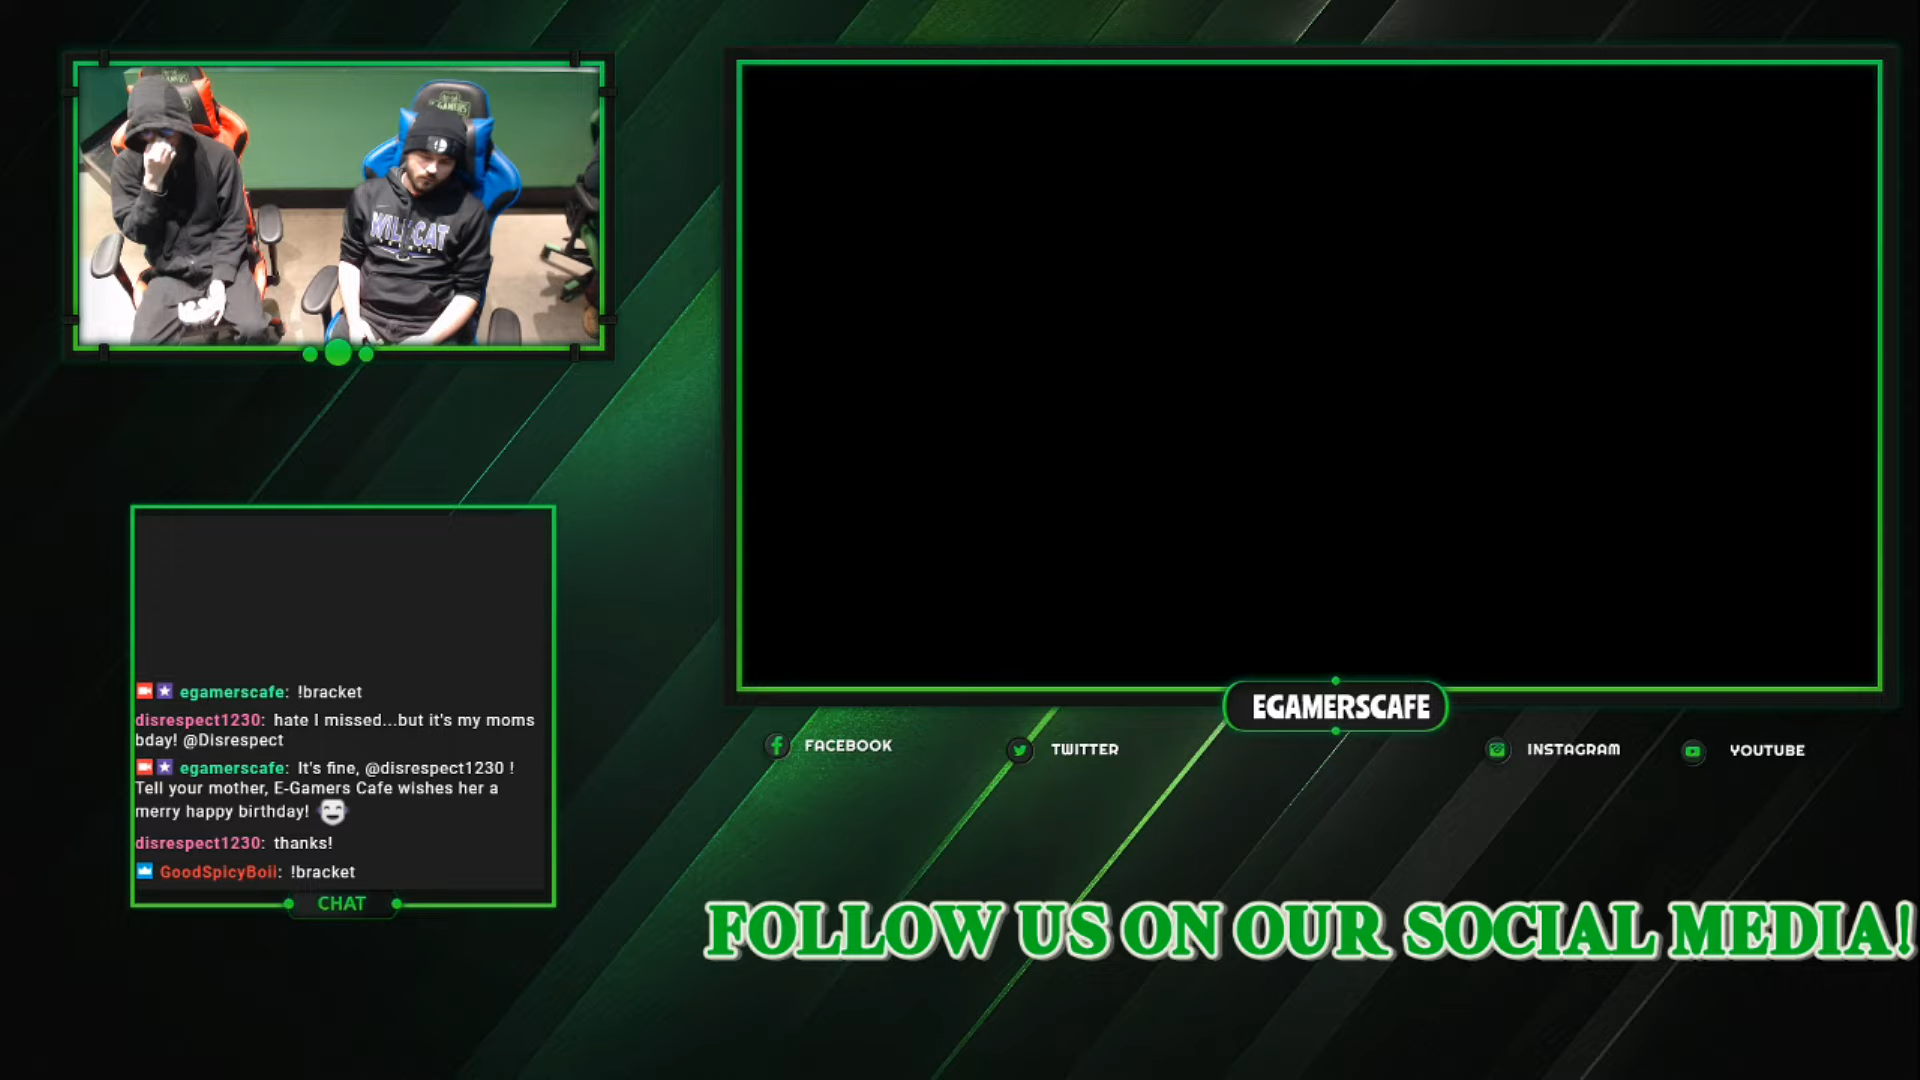 GAMERS
WILDCAT
egamerscafe: !bracket
disrespect1230: hate I missed...but it's my moms
bday! @Disrespect
egamerscafe: It's fine, @disrespect1230 !
Tell your mother, E-Gamers Cafe wishes her a
merry happy birthday!
disrespect1230: thanks!
GoodSpicyBoii: !bracket
CHAT
EGAMERSCAFE
FACEBOOK
TWITTER
INSTAGRAM
YOUTUBE
FOLLOW US ON OUR SOCIAL MEDIA!